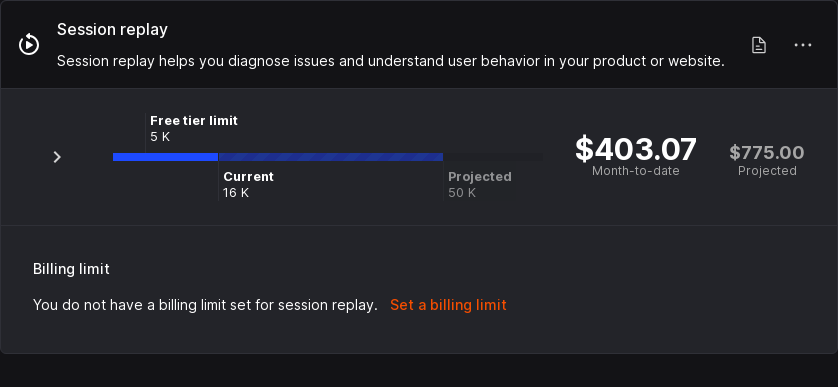 Session replay
Session replay helps you diagnose issues and understand user behavior in your product or website.
Free tier limit
5 K
Current
16 K
Projected
50 K
$403.07
Month-to-date
$775.00
Projected
Billing limit
You do not have a billing limit set for session replay. Set a billing limit